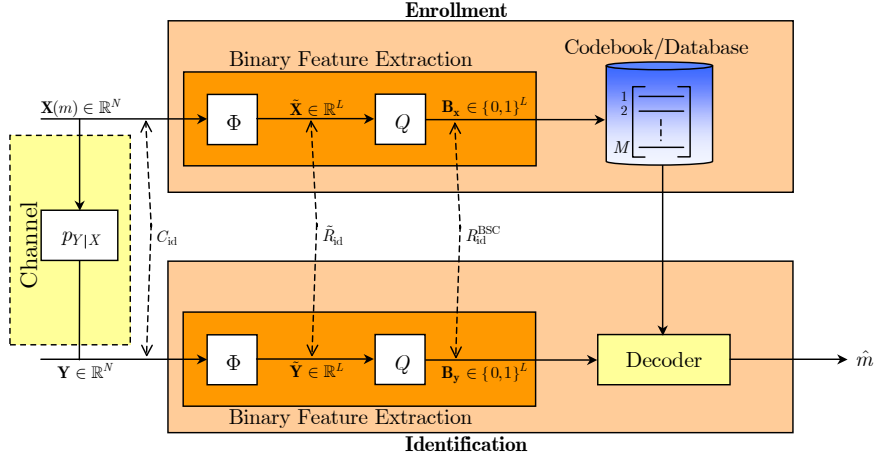 Enrollment
Binary Feature Extraction
Codebook/Database
X(m) ∈ ℝ^N
Φ
X̃ ∈ ℝ^L
Q
B_x ∈ {0,1}^L
1
2
M
Channel
p_{Y|X}
C_id
R̃_id
R_id^BSC
Y ∈ ℝ^N
Φ
Ỹ ∈ ℝ^L
Q
B_y ∈ {0,1}^L
Decoder
m̂
Binary Feature Extraction
Identification